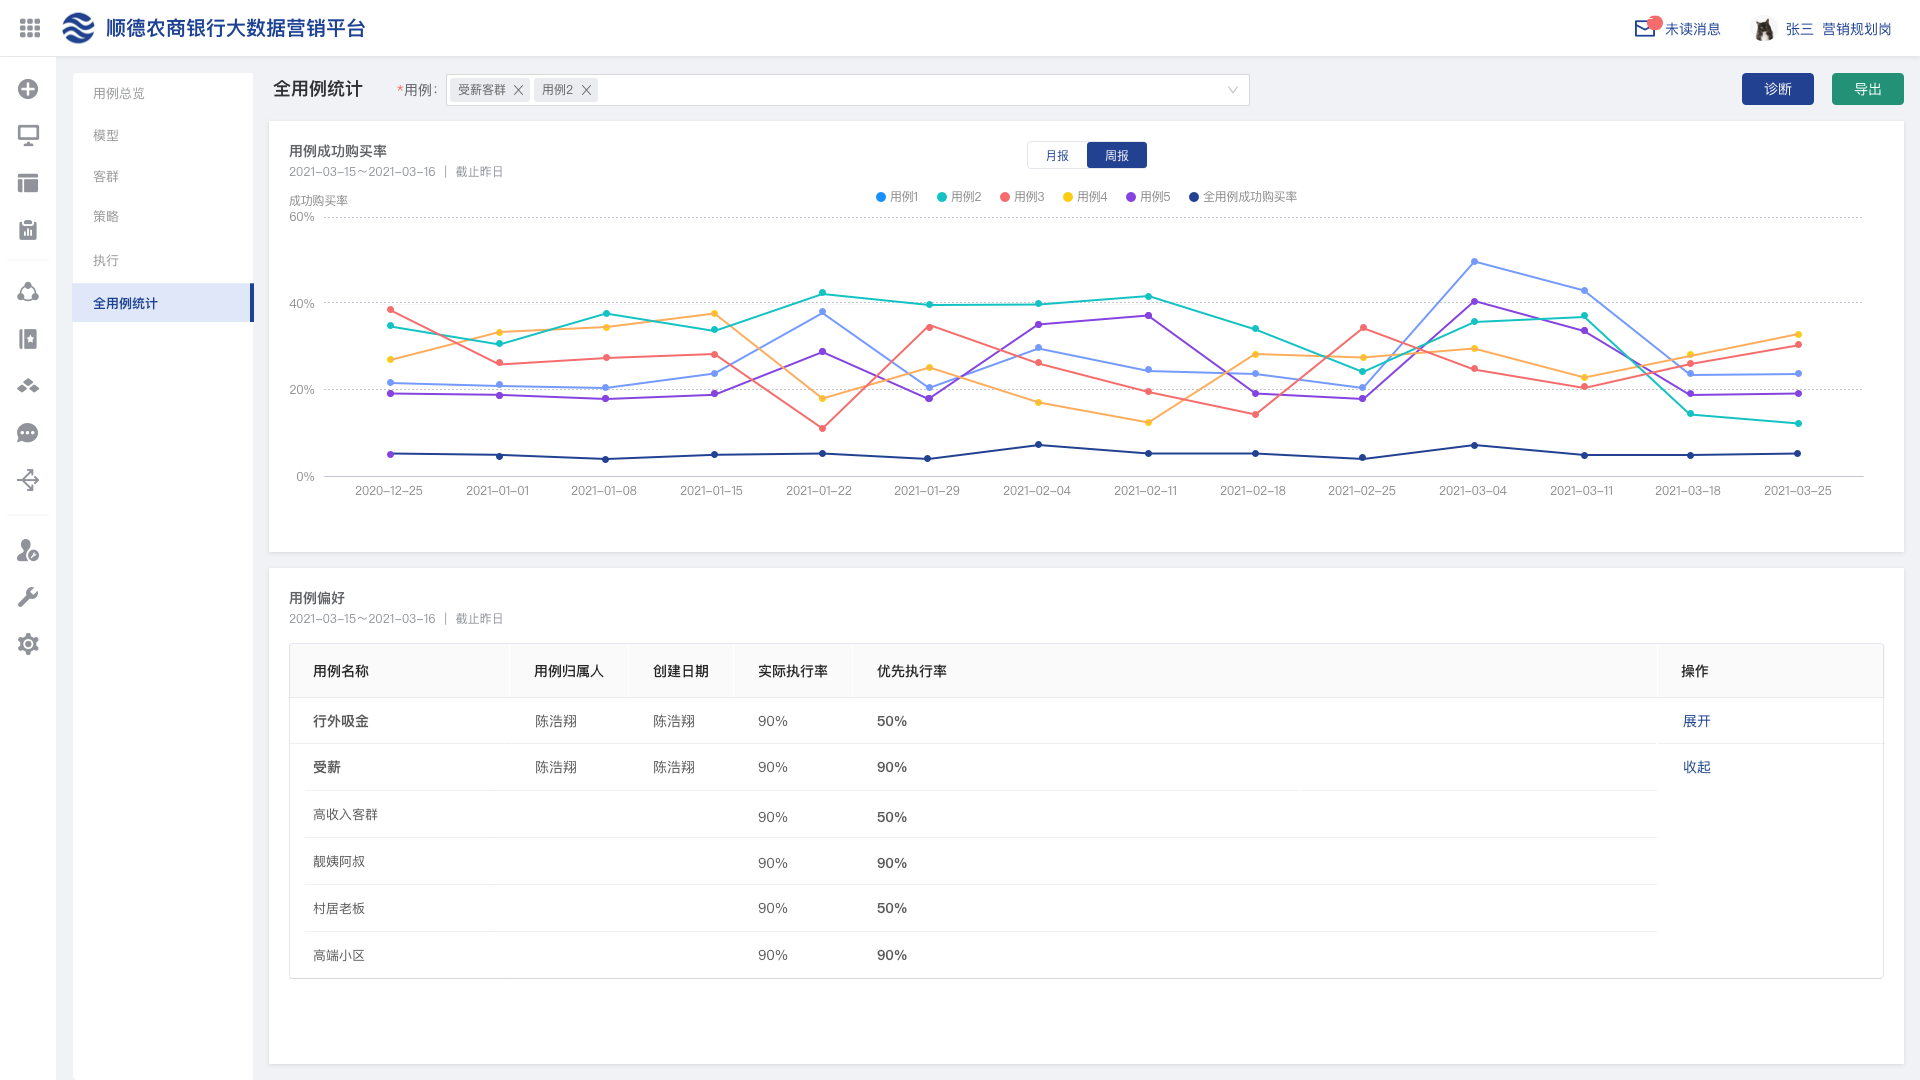 顺德农商银行大数据营销平台
未读消息
张三 营销规划岗
用例总览
模型
客群
策略
执行
全用例统计
全用例统计
*用例:
受薪客群
用例2
诊断
导出
用例成功购买率
2021-03-15~2021-03-16 | 截止昨日
月报
周报
成功购买率
用例1
用例2
用例3
用例4
用例5
全用例成功购买率
60%
40%
20%
0%
2020-12-25
2021-01-01
2021-01-08
2021-01-15
2021-01-22
2021-01-29
2021-02-04
2021-02-11
2021-02-18
2021-02-25
2021-03-04
2021-03-11
2021-03-18
2021-03-25
用例偏好
2021-03-15~2021-03-16 | 截止昨日
用例名称 用例归属人 创建日期 实际执行率 优先执行率 操作
行外吸金 陈浩翔 陈浩翔 90% 50% 展开
受薪 陈浩翔 陈浩翔 90% 90% 收起
高收入客群 90% 50%
靓姨阿叔 90% 90%
村居老板 90% 50%
高端小区 90% 90%